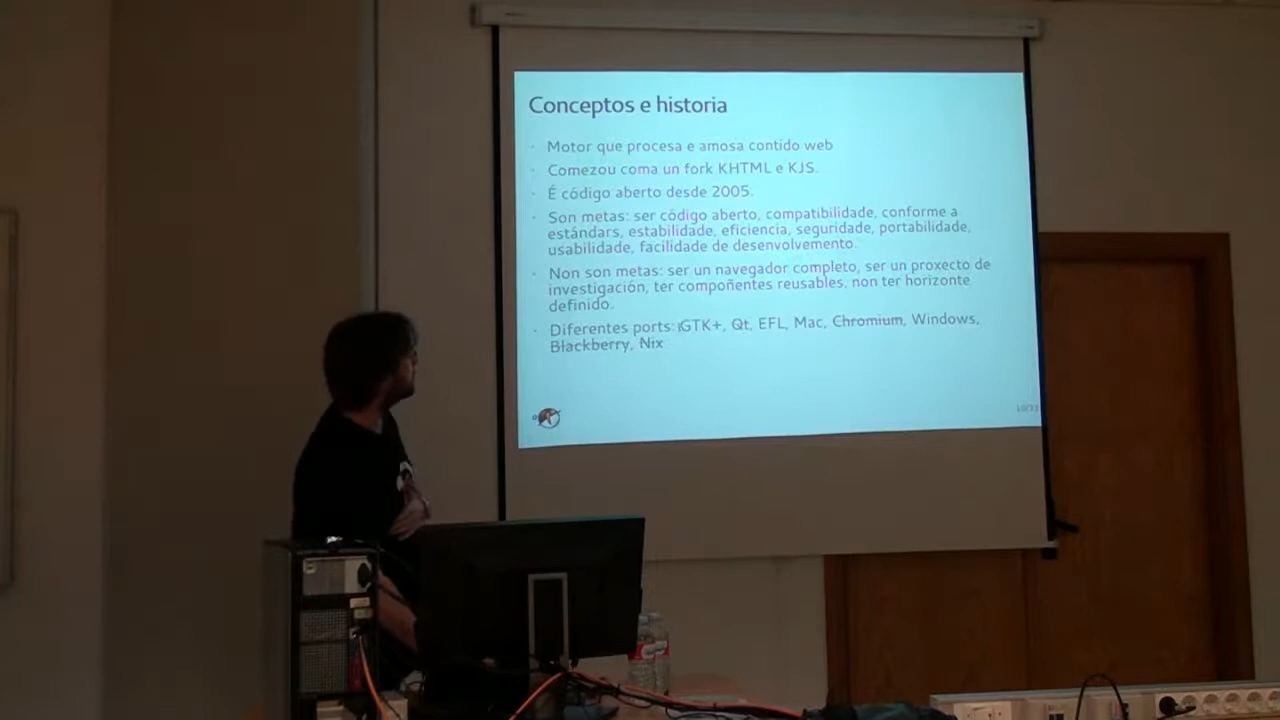 Conceptos e historia
Motor que procesa e amosa contido web
Comezou coma un fork KHTML e KJS.
É código aberto desde 2005.
Son metas: ser código aberto, compatibilidade, conforme a
estándars, estabilidade, eficiencia, seguridade, portabilidade,
usabilidade, facilidade de desenvolvemento.
Non son metas: ser un navegador completo, ser un proxecto de
investigación, ter compoñentes reusables, non ter horizonte
definido.
Diferentes ports: GTK+, Qt, EFL, Mac, Chromium, Windows,
Blackberry, Nix